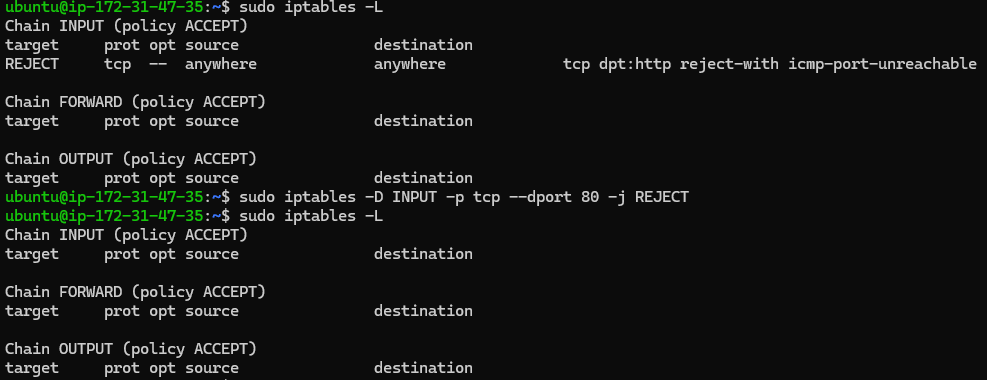 ubuntu@ip-172-31-47-35:~$ sudo iptables -L
Chain INPUT (policy ACCEPT)
target     prot opt source               destination
REJECT     tcp  --  anywhere             anywhere             tcp dpt:http reject-with icmp-port-unreachable

Chain FORWARD (policy ACCEPT)
target     prot opt source               destination

Chain OUTPUT (policy ACCEPT)
target     prot opt source               destination
ubuntu@ip-172-31-47-35:~$ sudo iptables -D INPUT -p tcp --dport 80 -j REJECT
ubuntu@ip-172-31-47-35:~$ sudo iptables -L
Chain INPUT (policy ACCEPT)
target     prot opt source               destination

Chain FORWARD (policy ACCEPT)
target     prot opt source               destination

Chain OUTPUT (policy ACCEPT)
target     prot opt source               destination